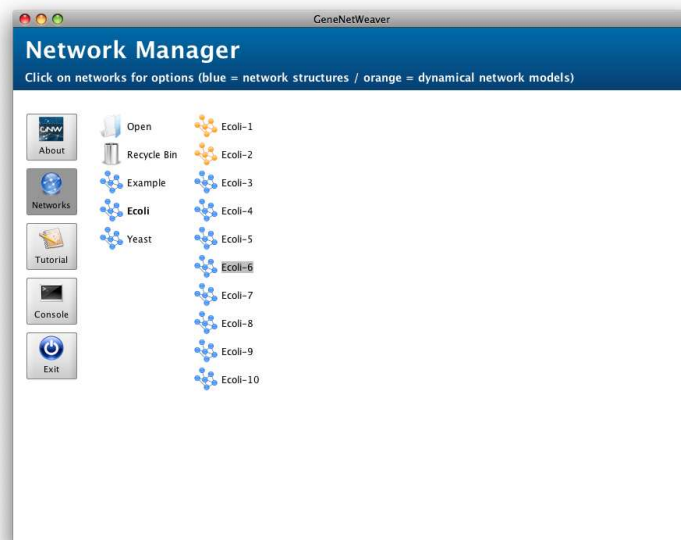 GeneNetWeaver
Network Manager
Click on networks for options (blue = network structures / orange = dynamical network models)
GNW
About
Networks
Tutorial
Console
Exit
Open
Recycle Bin
Example
Ecoli
Yeast
Ecoli-1
Ecoli-2
Ecoli-3
Ecoli-4
Ecoli-5
Ecoli-6
Ecoli-7
Ecoli-8
Ecoli-9
Ecoli-10